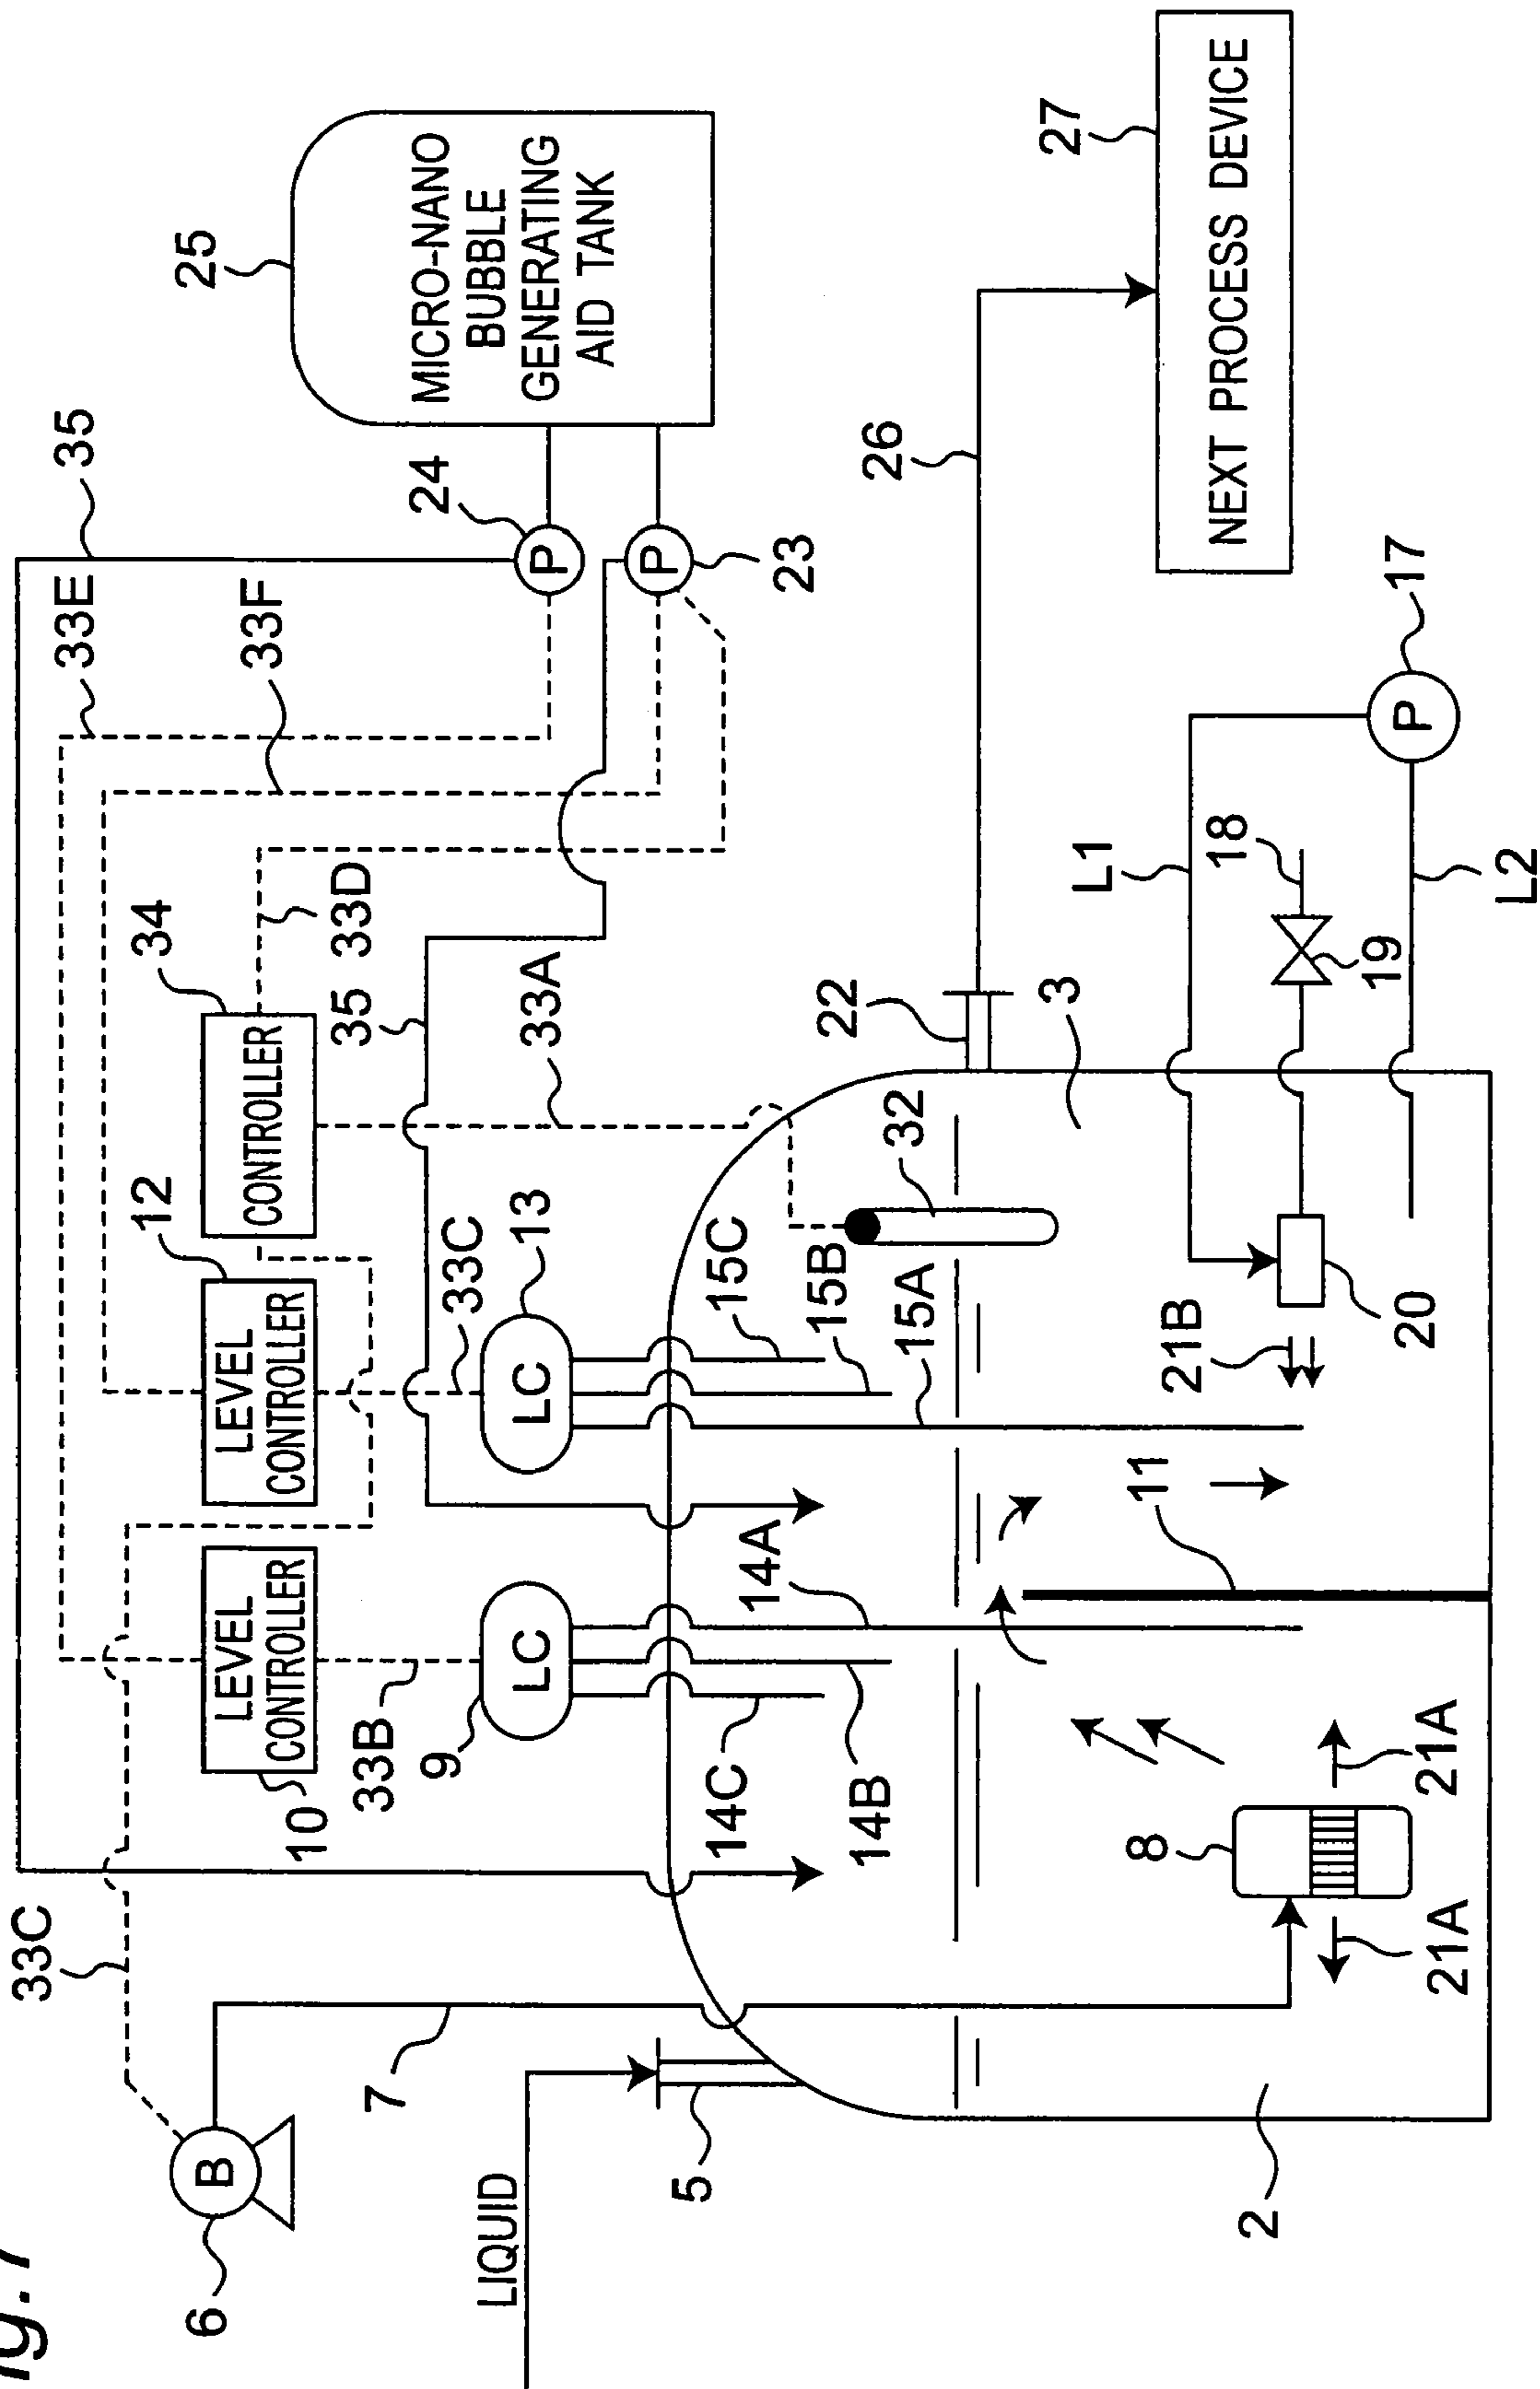 ig.7
33C
6
B
7
LIQUID
5
2
10
LEVEL
CONTROLLER
33B
9
LC
14C
14B
14A
8
21A
21A
11
12
LEVEL
CONTROLLER
33C
13
LC
15C
15B
15A
34
CONTROLLER
33D
33A
35
32
22
3
21B
20
L1
18
19
L2
17
P
33E
33F
35
24
P
P
23
25
MICRO-NANO
BUBBLE
GENERATING
AID TANK
26
27
NEXT PROCESS DEVICE